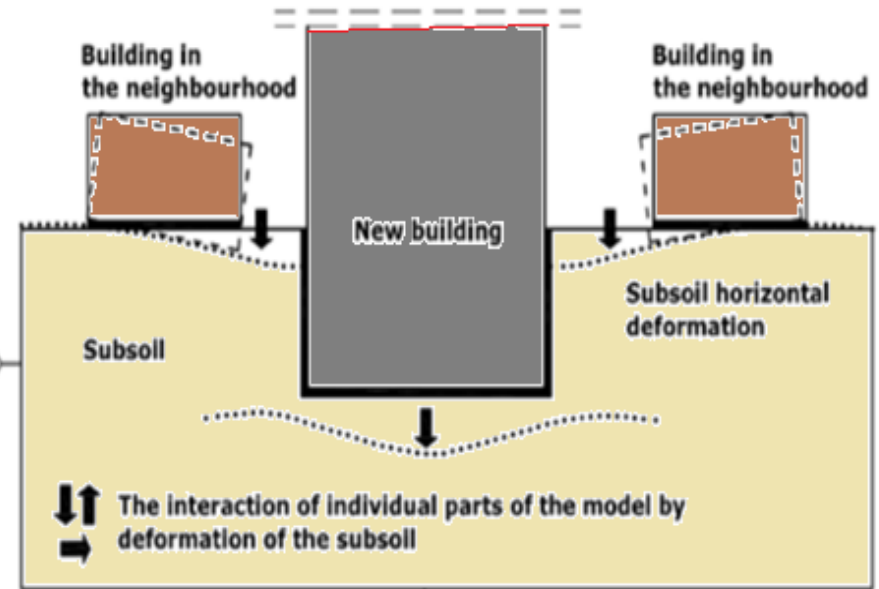 Building in
the neighbourhood
Building in
the neighbourhood
New building
Subsoil horizontal
deformation
Subsoil
The interaction of individual parts of the model by
deformation of the subsoil